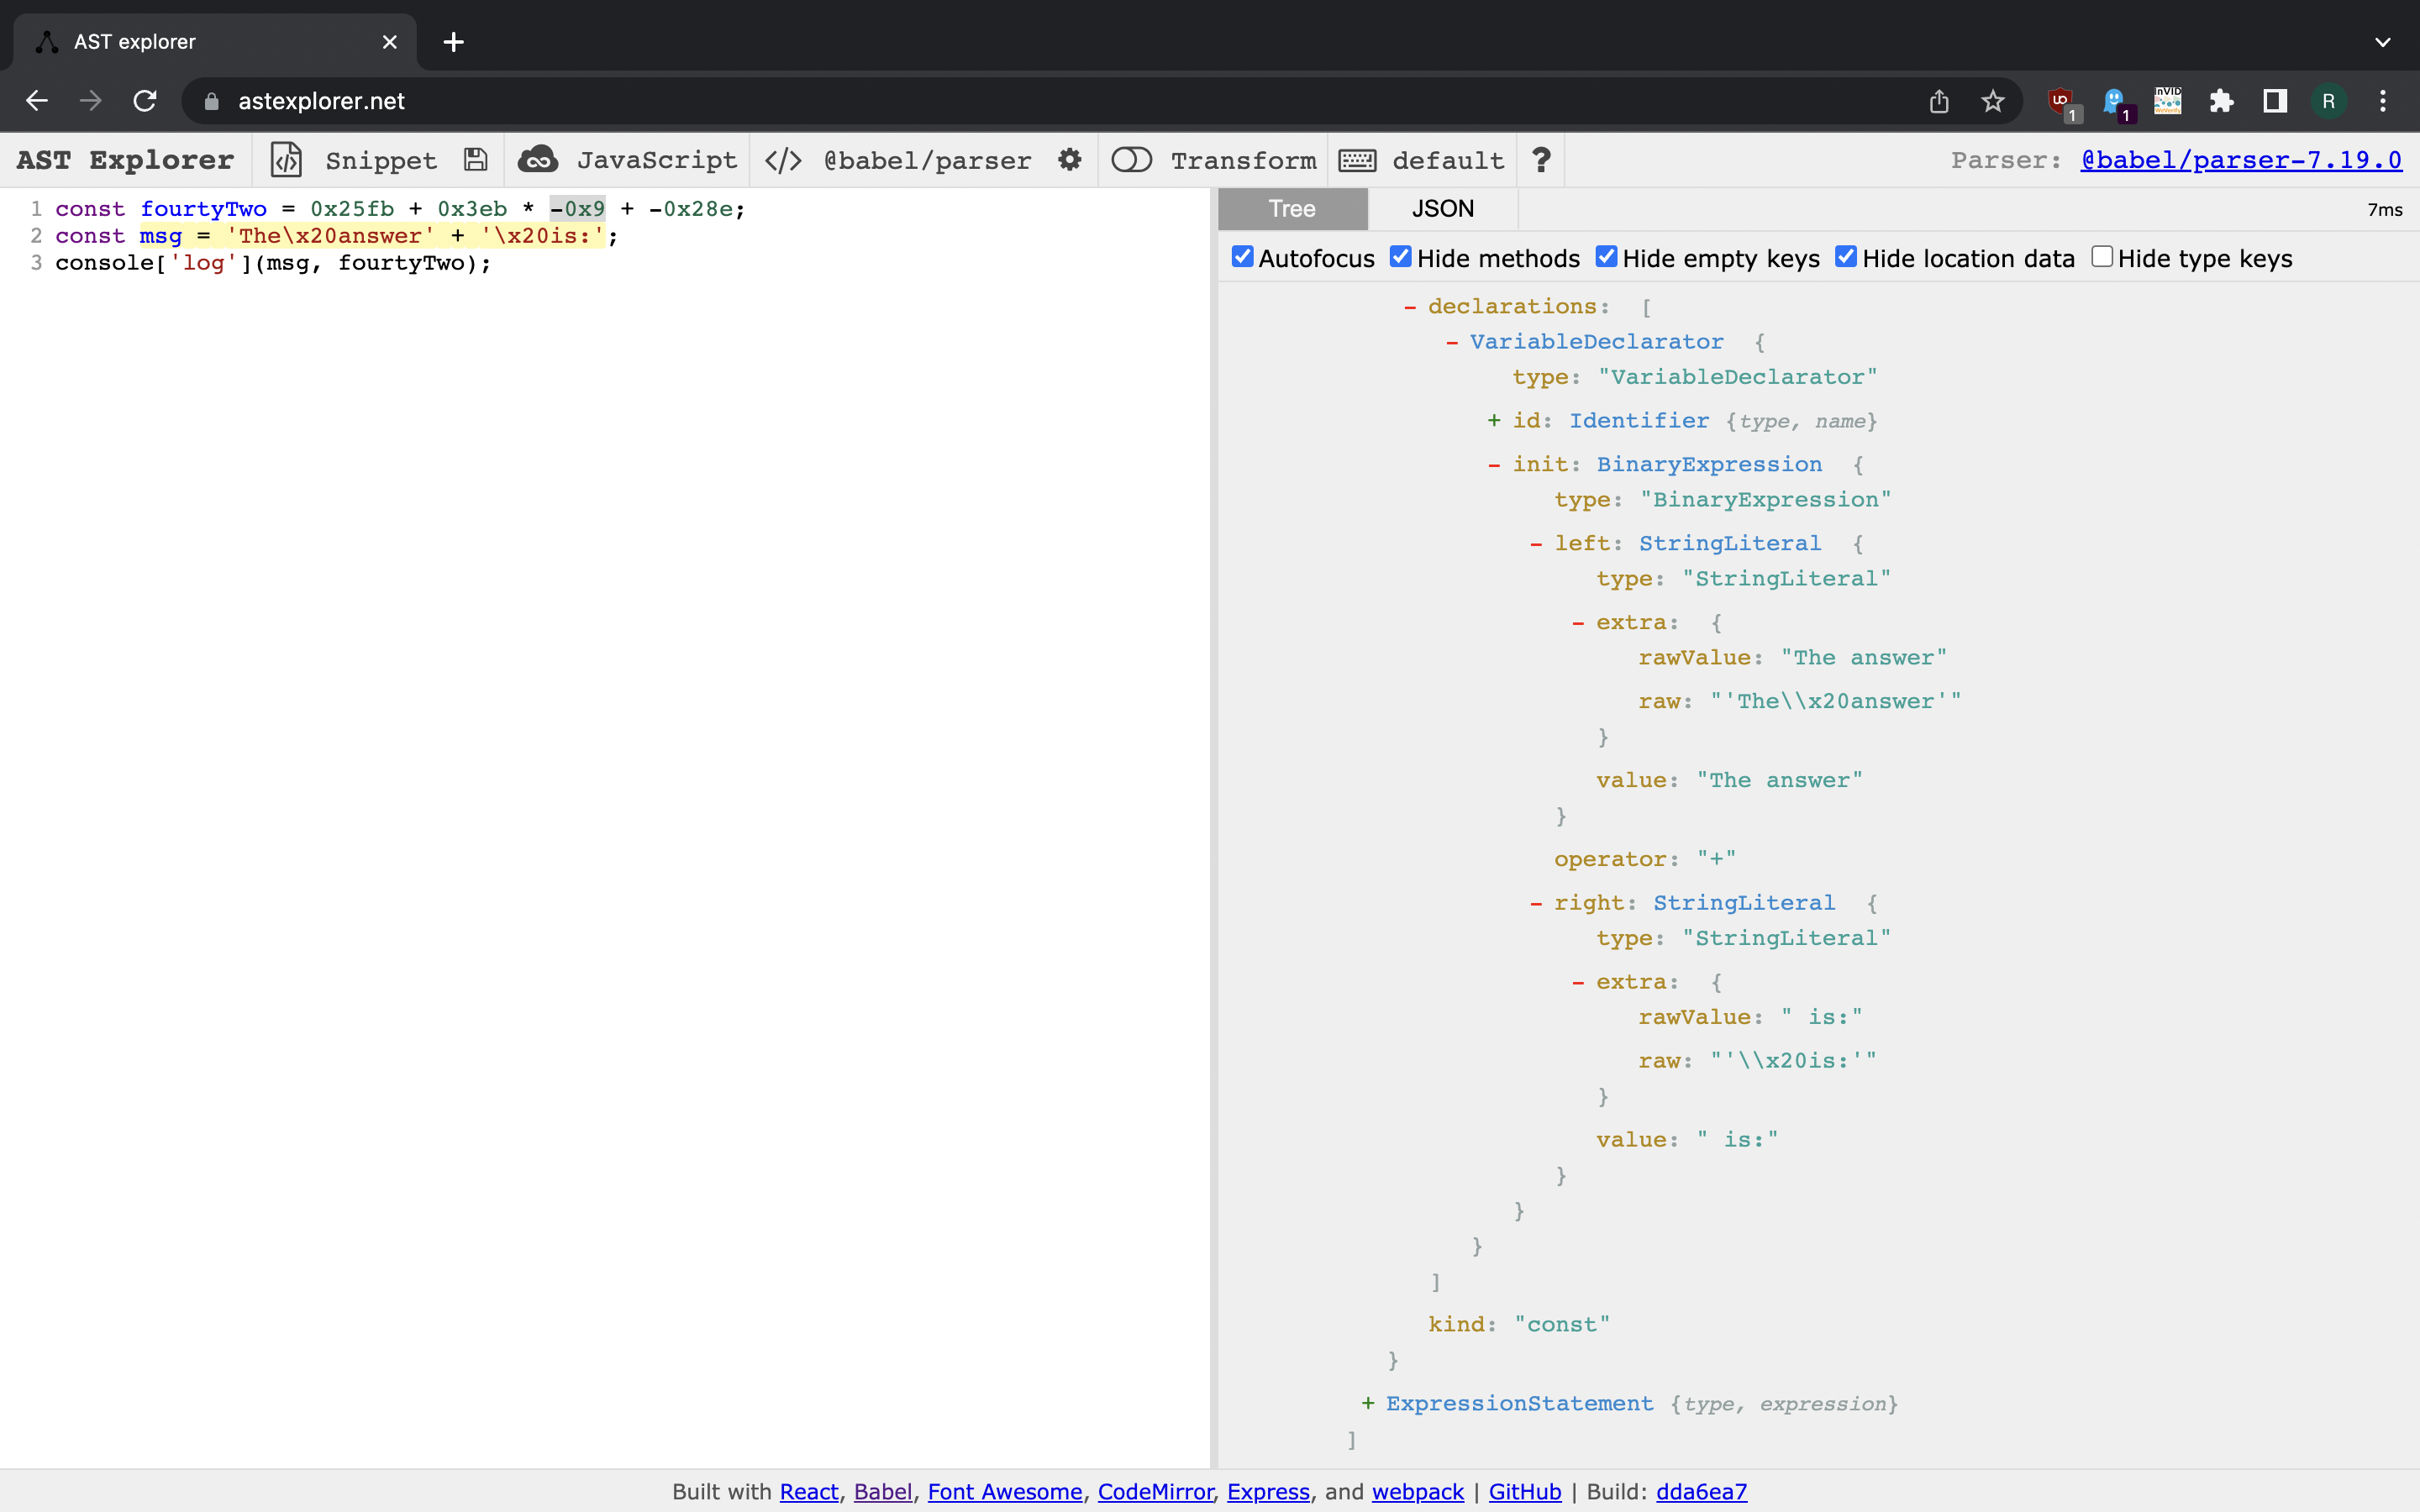 AST explorer
astexplorer.net
1
1
InVID
R
AST Explorer Snippet JavaScript </> @babel/parser Transform default ? Parser: @babel/parser-7.19.0
1 const fourtyTwo = 0x25fb + 0x3eb * -0x9 + -0x28e;
2 const msg = 'The\x20answer' + '\x20is:';
3 console['log'](msg, fourtyTwo);
Tree JSON 7ms
Autofocus Hide methods Hide empty keys Hide location data Hide type keys
- declarations: [
- VariableDeclarator {
type: "VariableDeclarator"
+ id: Identifier {type, name}
- init: BinaryExpression {
type: "BinaryExpression"
- left: StringLiteral {
type: "StringLiteral"
- extra: {
rawValue: "The answer"
raw: "'The\\x20answer'"
}
value: "The answer"
}
operator: "+"
- right: StringLiteral {
type: "StringLiteral"
- extra: {
rawValue: " is:"
raw: "'\\x20is:'"
}
value: " is:"
}
}
}
]
kind: "const"
}
+ ExpressionStatement {type, expression}
]
Built with React, Babel, Font Awesome, CodeMirror, Express, and webpack | GitHub | Build: dda6ea7